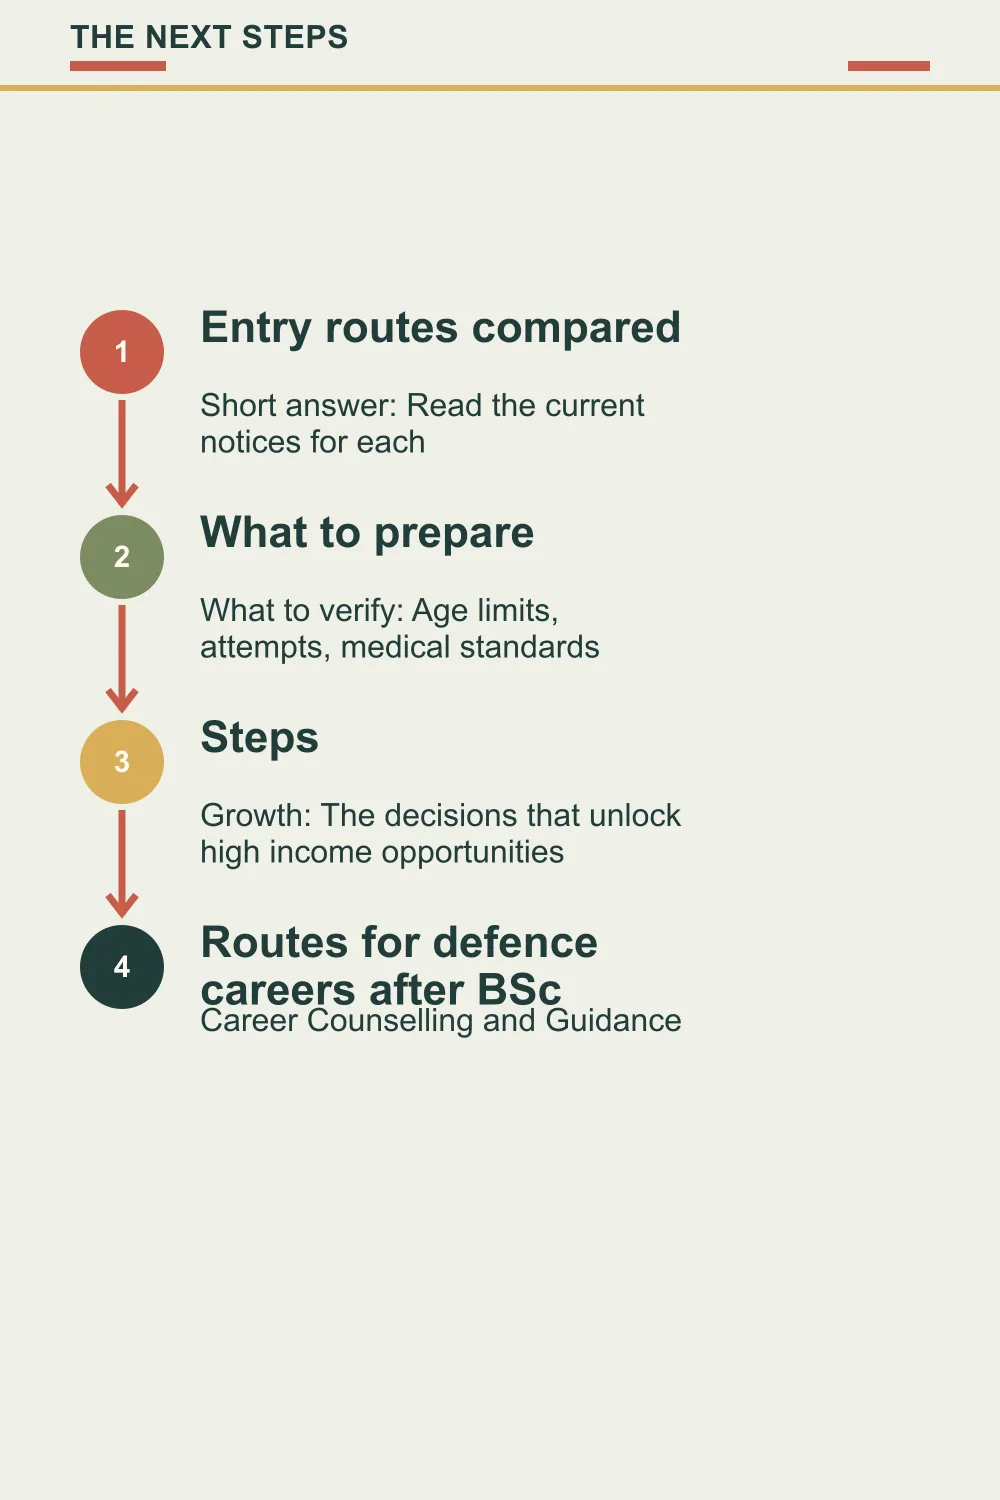 THE NEXT STEPS
1
Entry routes compared
Short answer: Read the current
notices for each
2
What to prepare
What to verify: Age limits,
attempts, medical standards
3
Steps
Growth: The decisions that unlock
high income opportunities
4
Routes for defence
careers after BSc
Career Counselling and Guidance